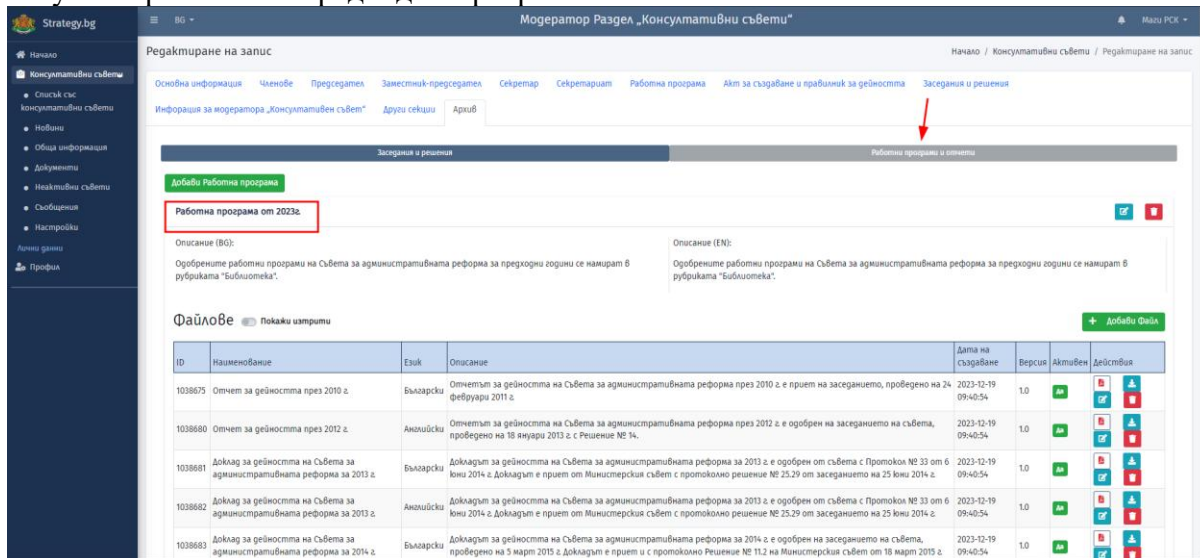 Strategy.bg
BG
Модератор Раздел „Консултативни съвети“
Маги РСК
Начало
Консултативни съвети
Списък със
консултативни съвети
Новини
Обща информация
Документи
Неактивни съвети
Съобщения
Настройки
Лични данни
Профил
Редактиране на запис
Начало / Консултативни съвети / Редактиране на запис
Основна информация Членове Председател Заместник-председател Секретар Секретариат Работна програма Акт за създаване и правилник за дейността Заседания и решения
Инфорация за модератора „Консултативен съвет“ Други секции Архив
Заседания и решения
Работни програми и отчети
Добави Работна програма
Работна програма от 2023г.
Описание (BG):
Одобрените работни програми на Съвета за административната реформа за предходни години се намират в
рубриката "Библиотека".
Описание (EN):
Одобрените работни програми на Съвета за административната реформа за предходни години се намират в
рубриката "Библиотека".
Файлове Покажи изтрити
+ Добави Файл
ID Наименование Език Описание Дата на създаване Версия Активен Действия
1038675 Отчет за дейността през 2010 г. Български Отчетът за дейността на Съвета за административната реформа през 2010 г. е приет на заседанието, проведено на 24 февруари 2011 г. 2023-12-19 09:40:54 1.0 Да
1038680 Отчет за дейността през 2012 г. Английски Отчетът за дейността на Съвета за административната реформа през 2012 г. е одобрен на заседанието на съвета, проведено на 18 януари 2013 г. с Решение № 14. 2023-12-19 09:40:54 1.0 Да
1038681 Доклад за дейността на Съвета за административната реформа за 2013 г. Български Докладът за дейността на Съвета за административната реформа за 2013 г. е одобрен от съвета с Протокол № 33 от 6 юни 2014 г. Докладът е приет от Министерския съвет с протоколно решение № 25.29 от заседанието на 25 юни 2014 г. 2023-12-19 09:40:54 1.0 Да
1038682 Доклад за дейността на Съвета за административната реформа за 2013 г. Английски Докладът за дейността на Съвета за административната реформа за 2013 г. е одобрен от съвета с Протокол № 33 от 6 юни 2014 г. Докладът е приет от Министерския съвет с протоколно решение № 25.29 от заседанието на 25 юни 2014 г. 2023-12-19 09:40:54 1.0 Да
1038683 Доклад за дейността на Съвета за административната реформа за 2014 г. Български Докладът за дейността на Съвета за административната реформа за 2014 г. е одобрен на заседание на съвета, проведено на 5 март 2015 г. Докладът е приет и с протоколно Решение № 11.2 на Министерския съвет от 18 март 2015 г. 2023-12-19 09:40:54 1.0 Да